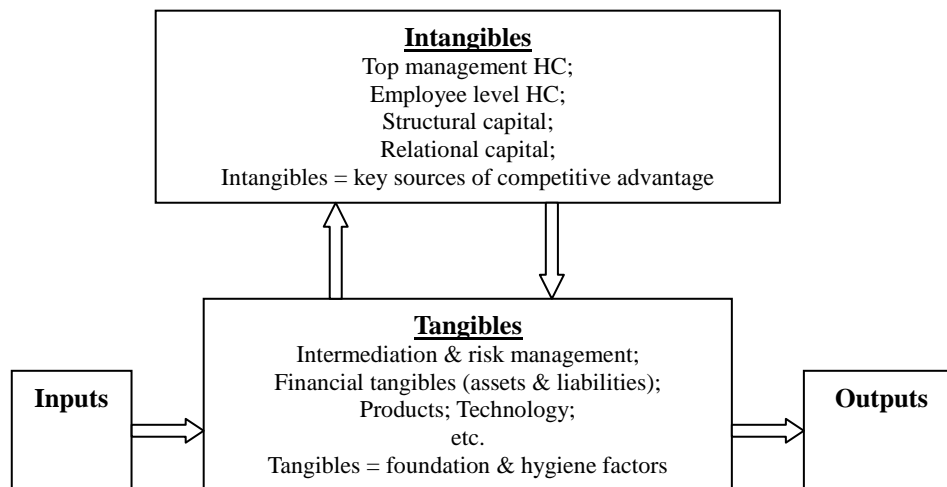 Intangibles
Top management HC;
Employee level HC;
Structural capital;
Relational capital;
Intangibles = key sources of competitive advantage
Tangibles
Intermediation & risk management;
Financial tangibles (assets & liabilities);
Products; Technology;
etc.
Tangibles = foundation & hygiene factors
Inputs
Outputs